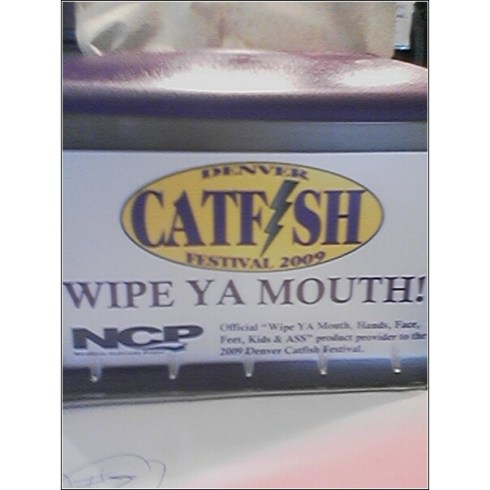 DENVER
CATFISH
FESTIVAL 2009
WIPE YA MOUTH!
NCP
Official "Wipe YA Mouth, Hands, Face,
Feet, Kids & ASS" product provider to the
2009 Denver Catfish Festival.